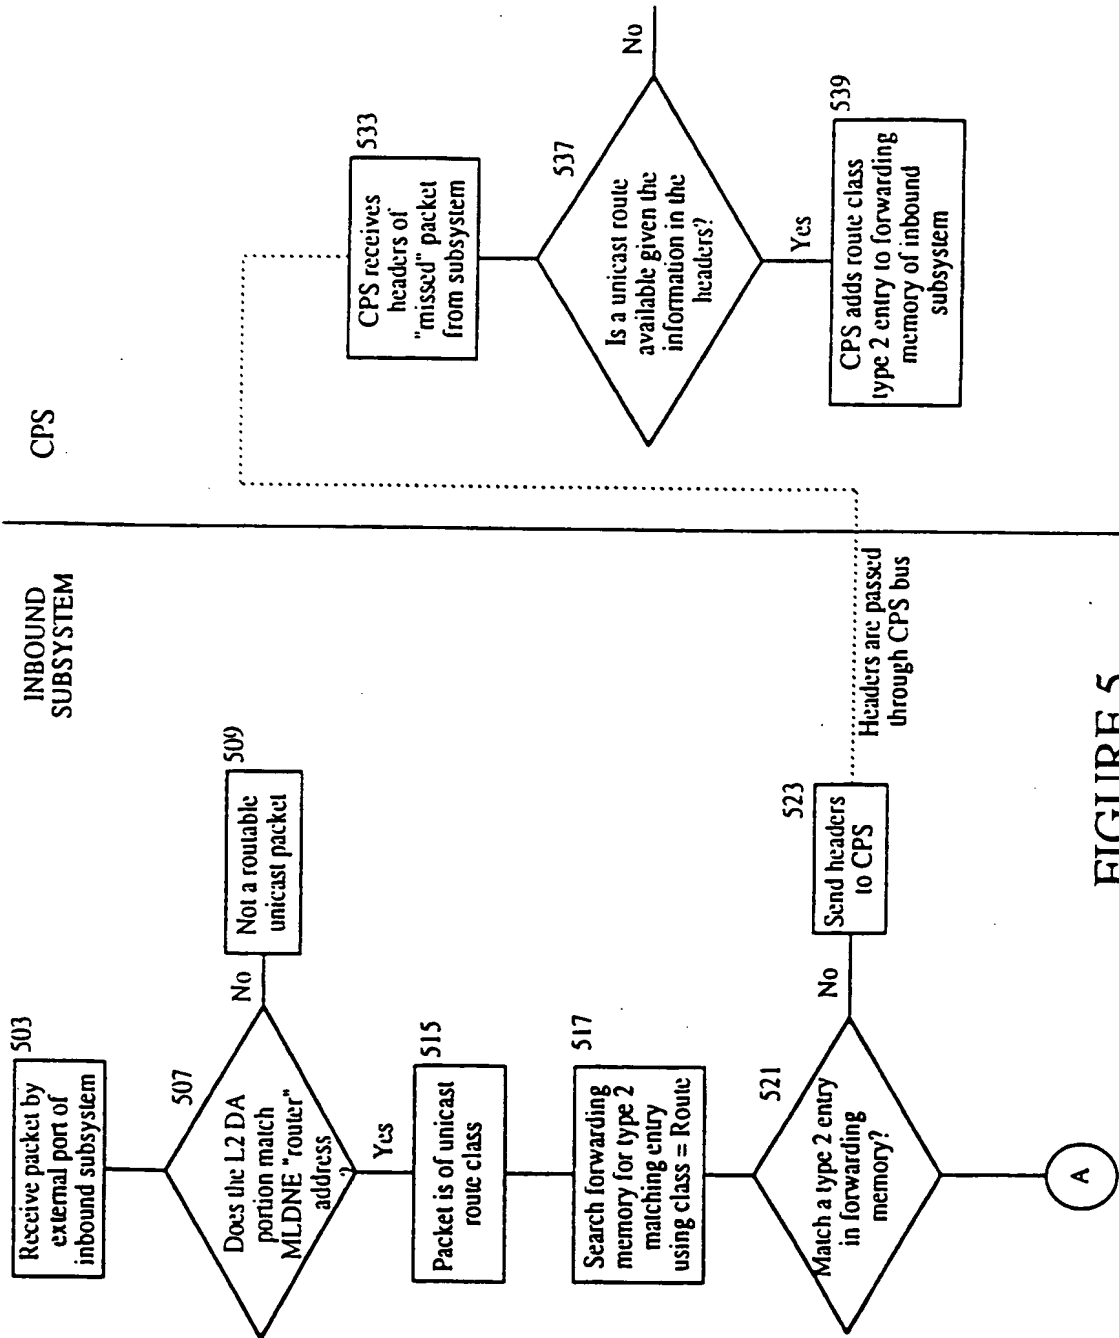 INBOUND
SUBSYSTEM
CPS
Receive packet by
external port of
inbound subsystem
503
Does the L2 DA
portion match
MLDNE "router"
address
?
507
No
Not a routable
unicast packet
509
Yes
Packet is of unicast
route class
515
Search forwarding
memory for type 2
matching entry
using class = Route
517
Match a type 2 entry
in forwarding
memory?
521
No
Send headers
to CPS
523
A
Headers are passed
through CPS bus
CPS receives
headers of
"missed" packet
from subsystem
533
Is a unicast route
available given the
information in the
headers?
537
No
Yes
CPS adds route class
type 2 entry to forwarding
memory of inbound
subsystem
539
FIGURE 5